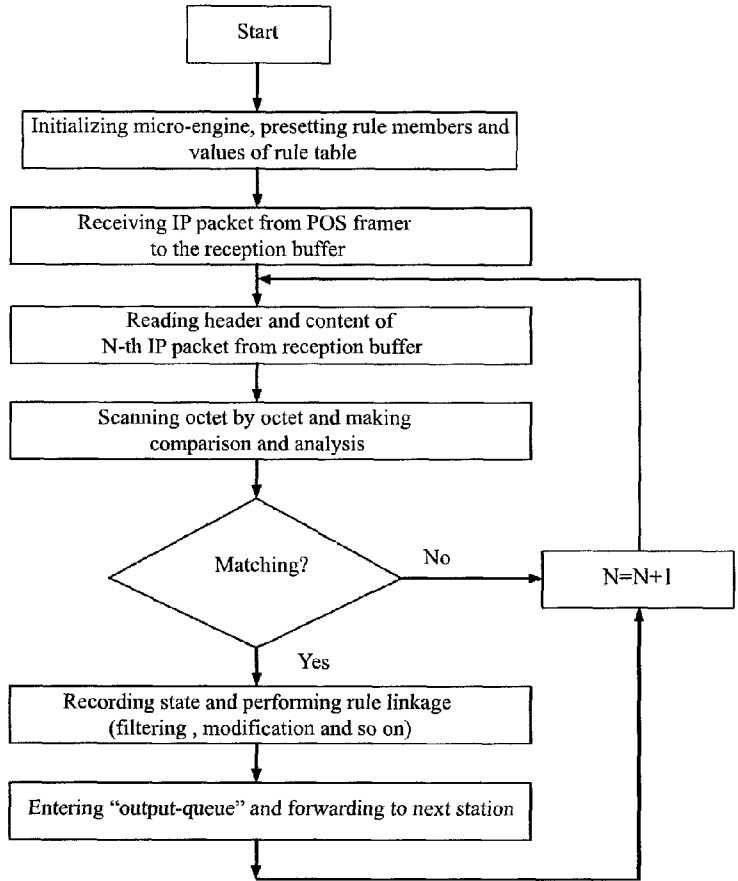 Start
Initializing micro-engine, presetting rule members and
values of rule table
Receiving IP packet from POS framer
to the reception buffer
Reading header and content of
N-th IP packet from reception buffer
Scanning octet by octet and making
comparison and analysis
Matching?
No
N=N+1
Yes
Recording state and performing rule linkage
(filtering , modification and so on)
Entering “output-queue” and forwarding to next station